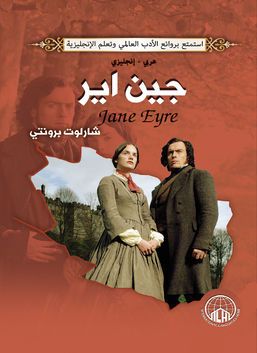 استمتع بروائع الأدب العالمي وتعلم الإنجليزية
عربي - إنجليزي
جين اير
Jane Eyre
شارلوت برونتي